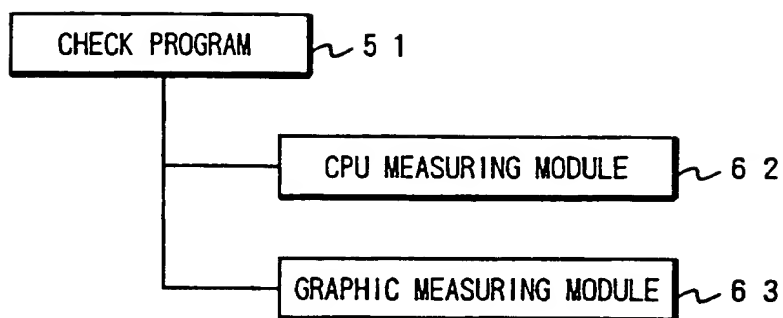 CHECK PROGRAM 5 1
CPU MEASURING MODULE 6 2
GRAPHIC MEASURING MODULE 6 3